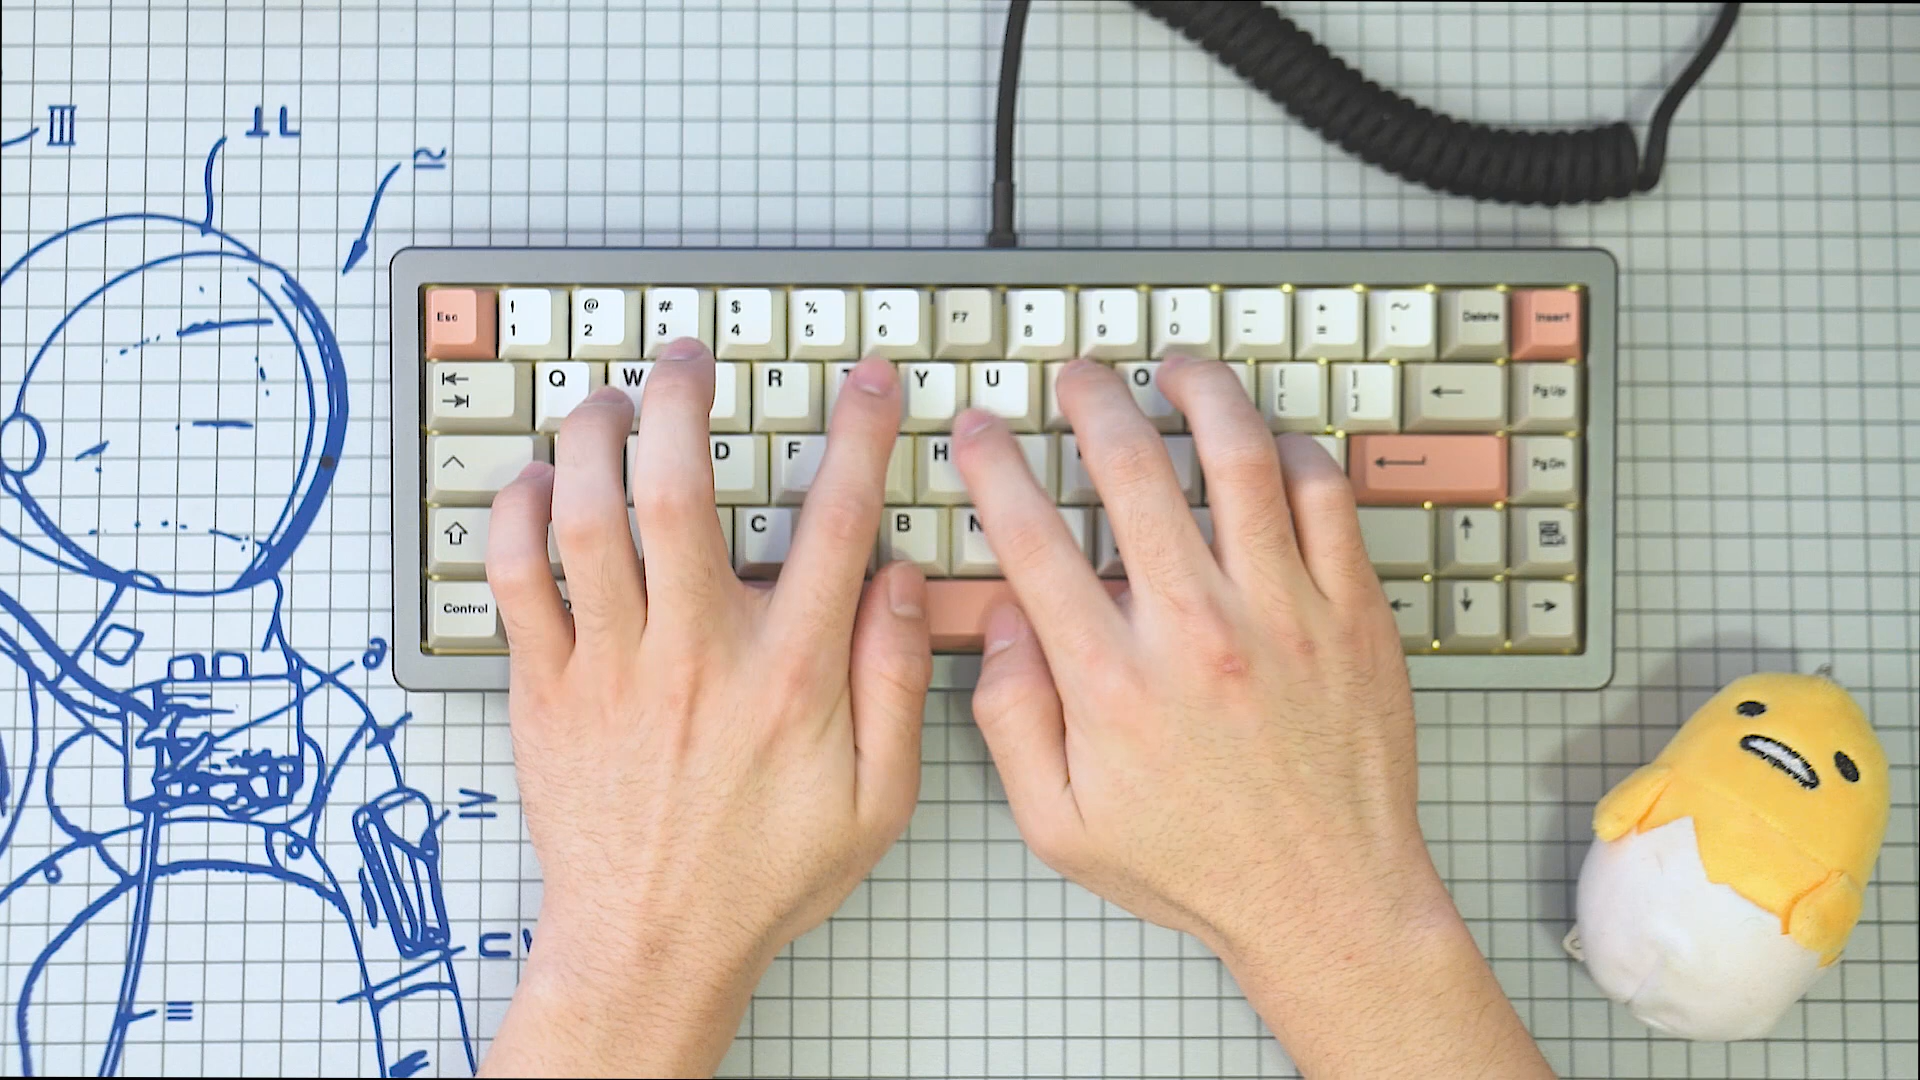 Esc ! 1 @ 2 # 3 $ 4 % 5 ^ 6 F7 * 8 ( 9 ) 0 _ - + = ~ ` Delete Insert
Q W R T Y U O { [ } ] Pg Up
D F H Pg Dn
C B N
Control